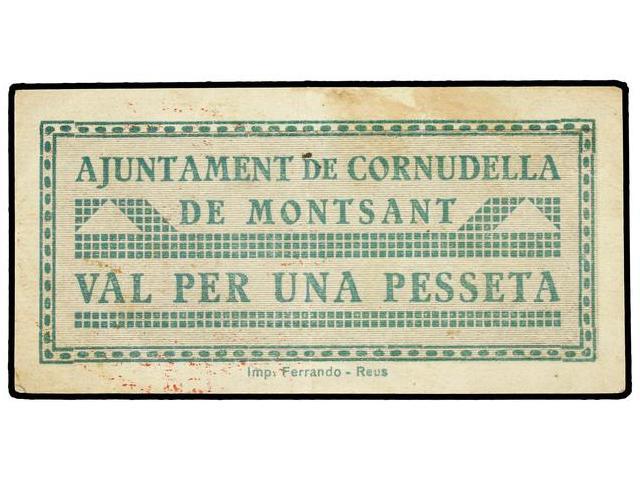 AJUNTAMENT DE CORNUDELLA
DE MONTSANT
VAL PER UNA PESSETA
Imp. Ferrando - Reus